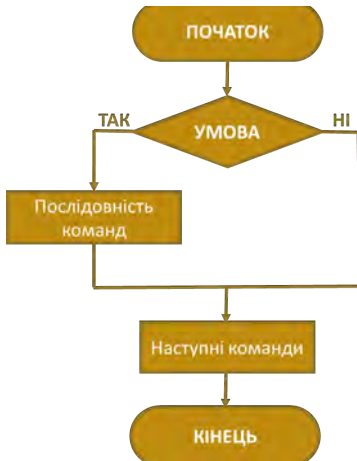 ПОЧАТОК
ТАК
НІ
УМОВА
Послідовність
команд
Наступні команди
КІНЕЦЬ